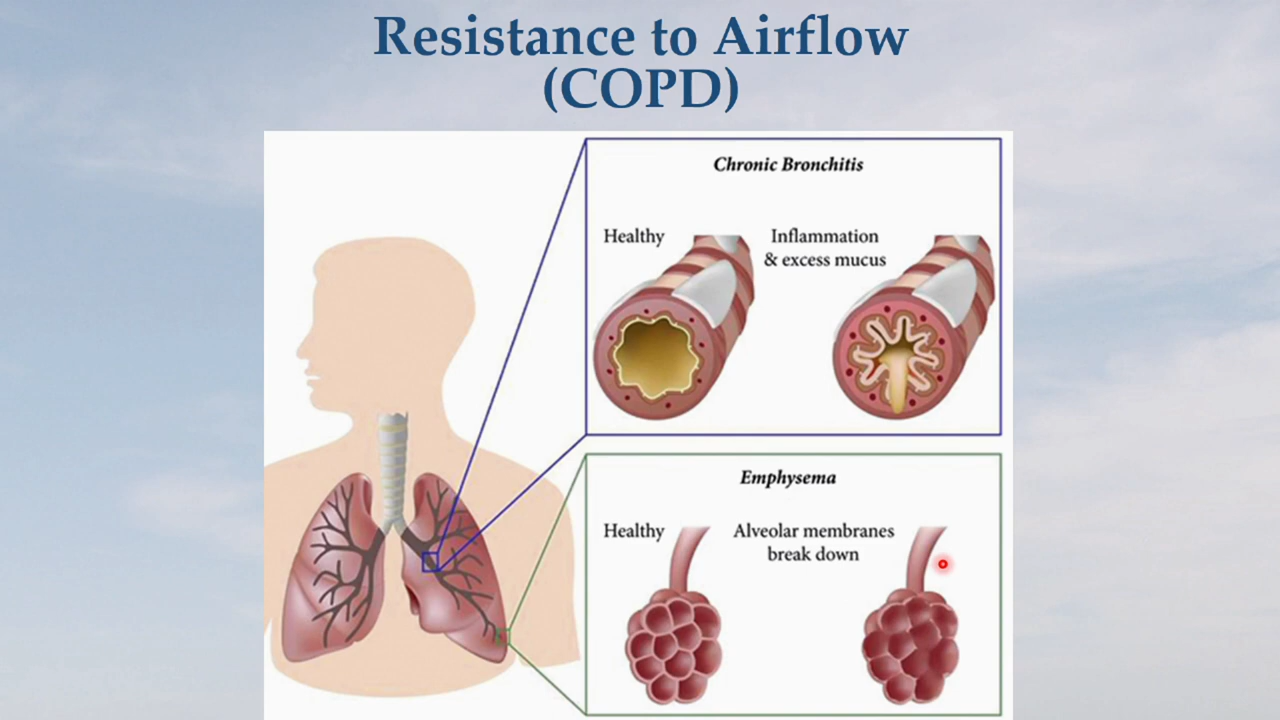 Resistance to Airflow
(COPD)
Chronic Bronchitis
Healthy
Inflammation
& excess mucus
Emphysema
Healthy
Alveolar membranes
break down